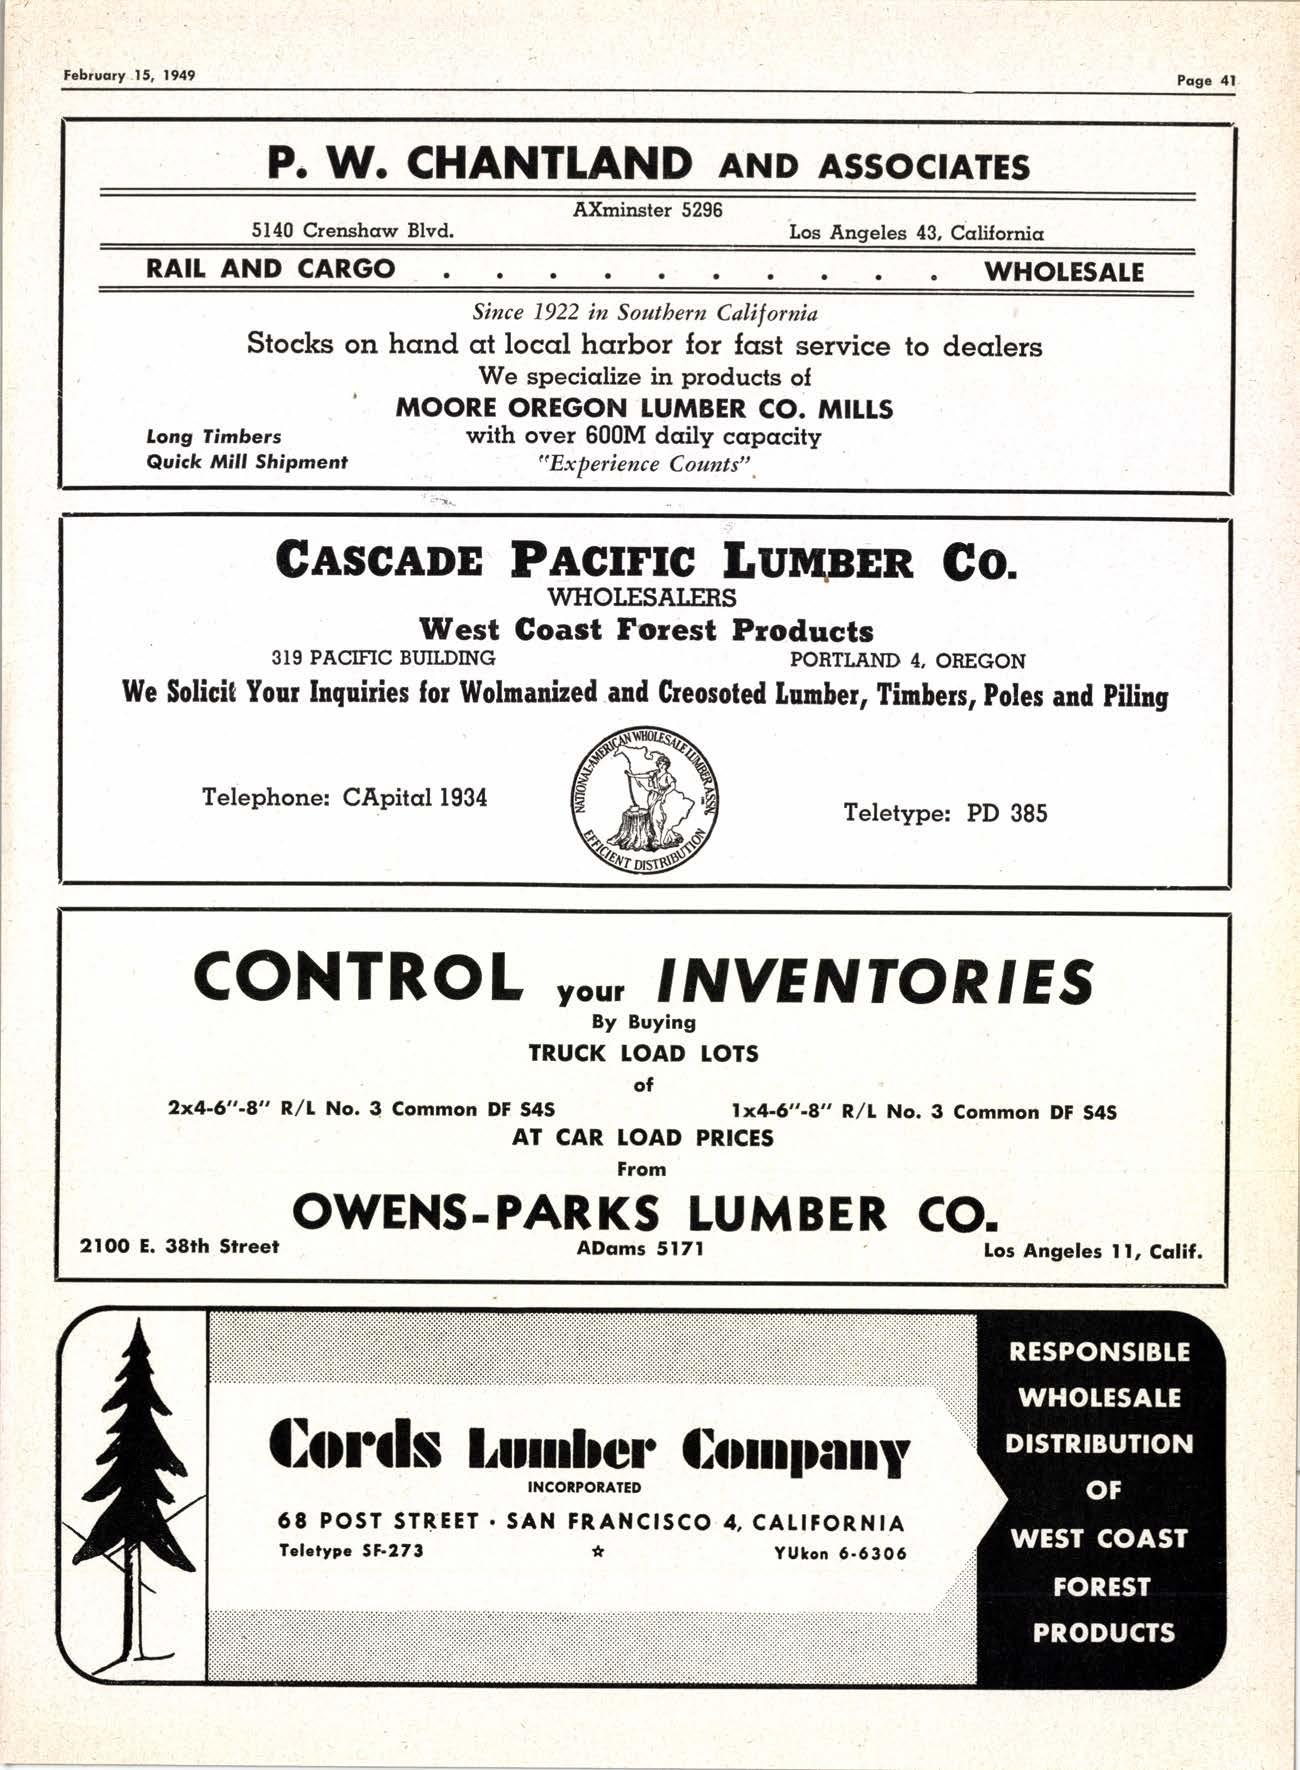 February 15, 1949
Page 41
P. W. CHANTLAND AND ASSOCIATES
AXminster 5296
5140 Crenshaw Blvd. Los Angeles 43, California
RAIL AND CARGO . . . . . . . . . . WHOLESALE
Since 1922 in Southern California
Stocks on hand at local harbor for fast service to dealers
We specialize in products of
MOORE OREGON LUMBER CO. MILLS
Long Timbers with over 600M daily capacity
Quick Mill Shipment "Experience Counts"
CASCADE PACIFIC LUMBER CO.
WHOLESALERS
West Coast Forest Products
319 PACIFIC BUILDING PORTLAND 4, OREGON
We Solicit Your Inquiries for Wolmanized and Creosoted Lumber, Timbers, Poles and Piling
NATIONAL-AMERICAN WHOLESALE LUMBER ASSN.
EFFICIENT DISTRIBUTION
Telephone: CApital 1934 Teletype: PD 385
CONTROL your INVENTORIES
By Buying
TRUCK LOAD LOTS
of
2x4-6"-8" R/L No. 3 Common DF S4S 1x4-6"-8" R/L No. 3 Common DF S4S
AT CAR LOAD PRICES
From
OWENS-PARKS LUMBER CO.
2100 E. 38th Street ADams 5171 Los Angeles 11, Calif.
Cords Lumber Company
INCORPORATED
68 POST STREET • SAN FRANCISCO 4, CALIFORNIA
Teletype SF-273 ☆ YUkon 6-6306
RESPONSIBLE
WHOLESALE
DISTRIBUTION
OF
WEST COAST
FOREST
PRODUCTS